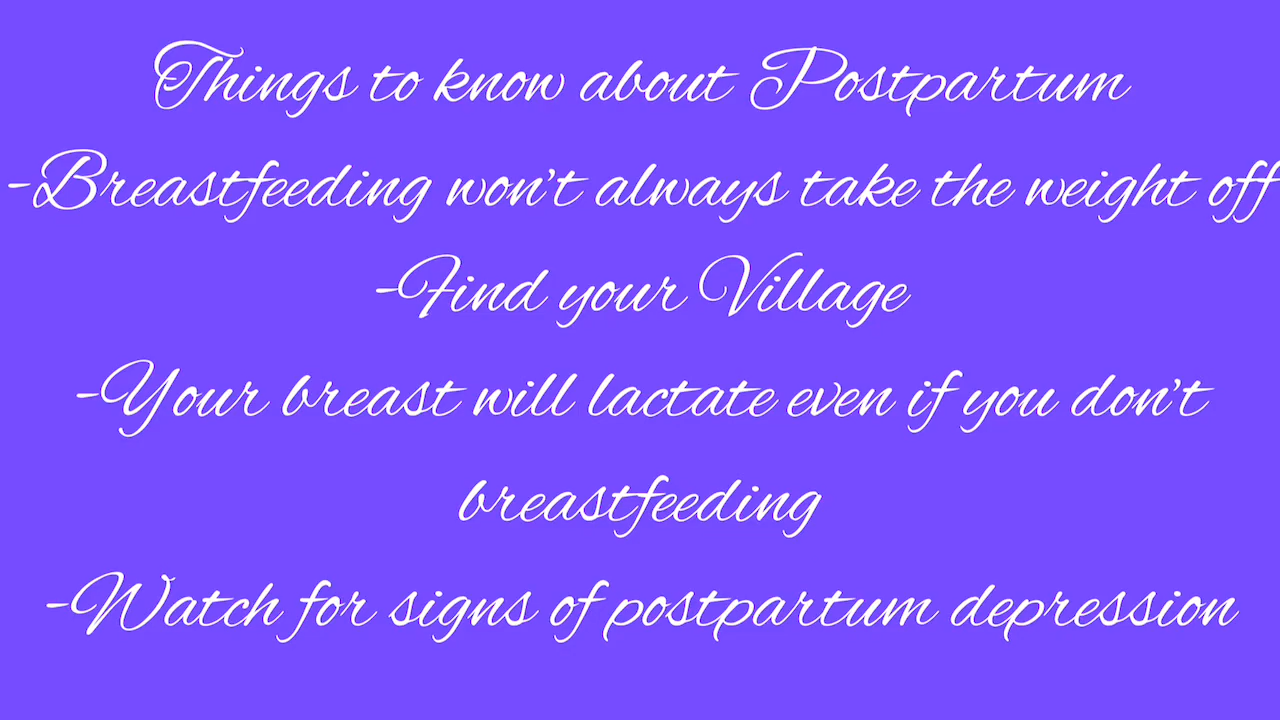 Things to know about Postpartum
-Breastfeeding won't always take the weight off
-Find your Village
-Your breast will lactate even if you don't
breastfeeding
-Watch for signs of postpartum depression